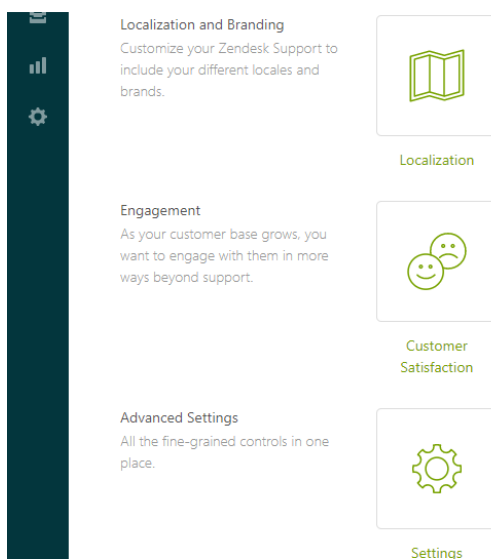 Localization and Branding
Customize your Zendesk Support to
include your different locales and
brands.
Localization
Engagement
As your customer base grows, you
want to engage with them in more
ways beyond support.
Customer
Satisfaction
Advanced Settings
All the fine-grained controls in one
place.
Settings